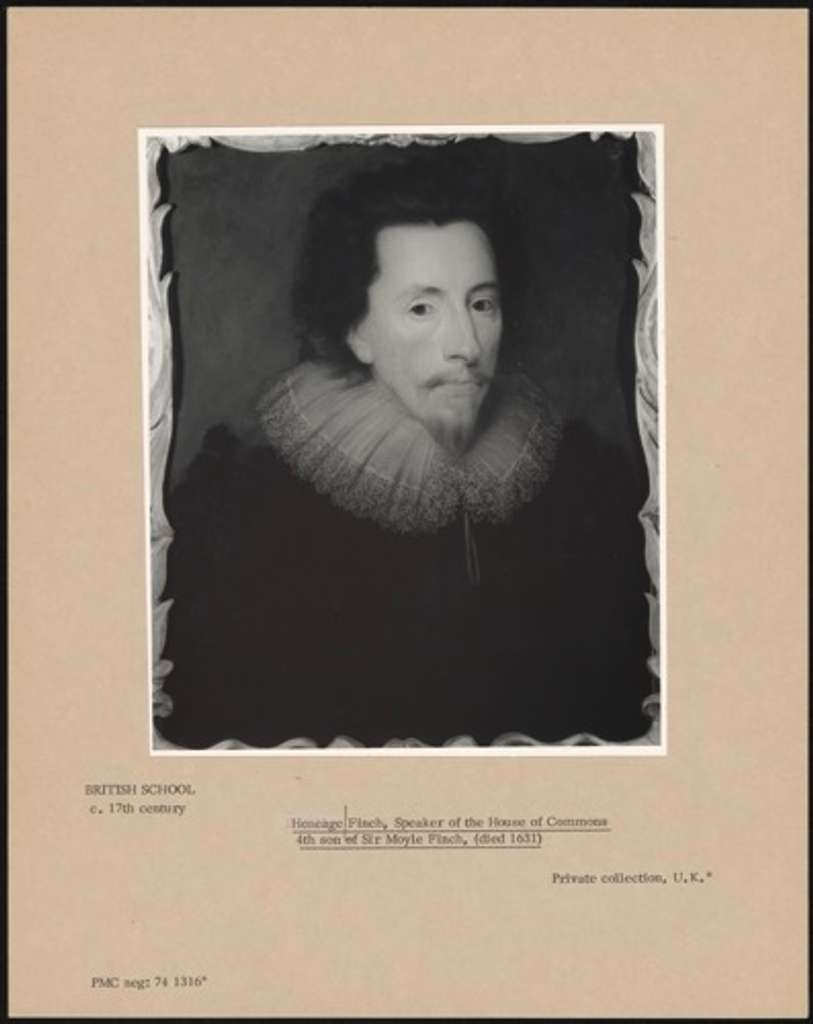 BRITISH SCHOOL
c. 17th century
Heneage Finch, Speaker of the House of Commons
4th son of Sir Moyle Finch, (died 1631)
Private collection, U.K.*
PMC neg: 74 1316*